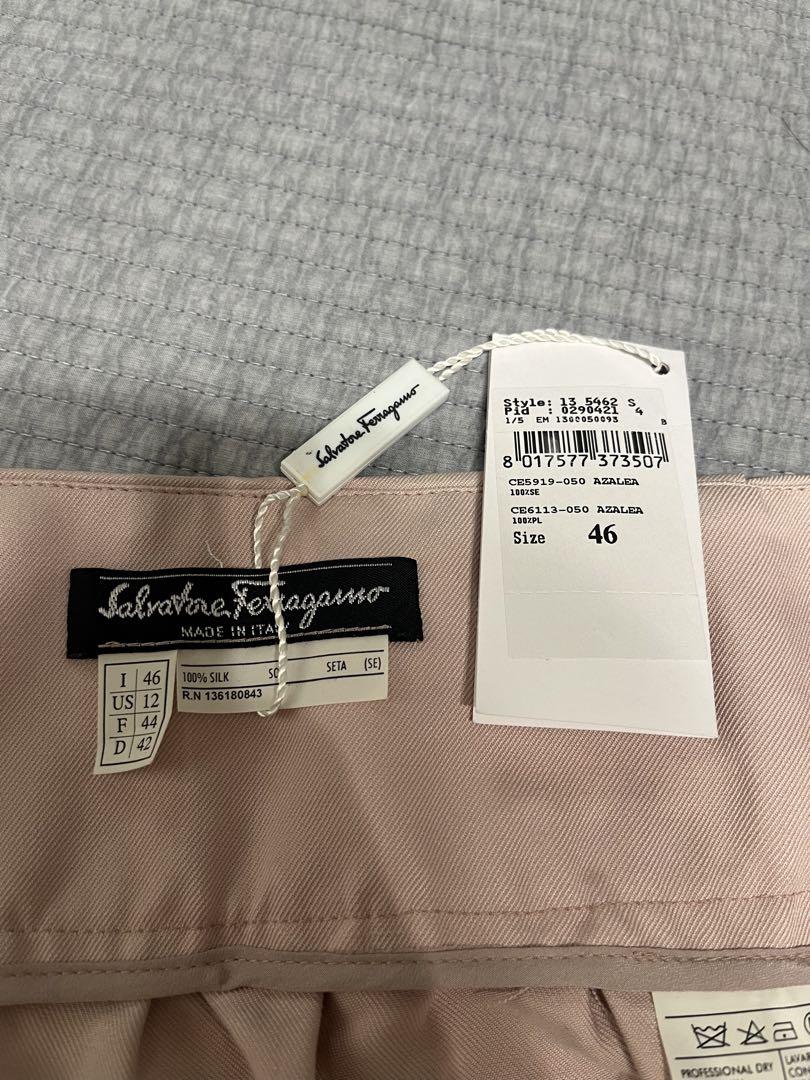 Style: 13 5462 S
Pid : 0290421 4
1/5 EM 1360050093 B
8 017577 373507
CE5919-050 AZALEA
100%SE
CE6113-050 AZALEA
100%PL
Size 46
Salvatore Ferragamo
Salvatore Ferragamo
MADE IN ITALY
I 46
US 12
F 44
D 42
100% SILK SETA (SE)
R.N 136180843
PROFESSIONAL DRY